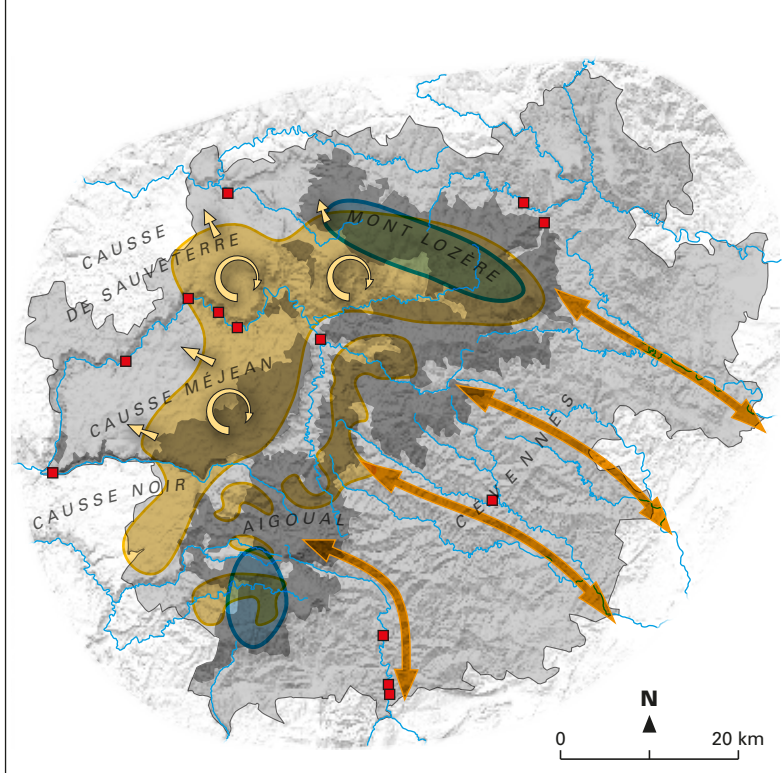 CAUSSE
DE SAUVETERRE
MONT LOZÈRE
CAUSSE MÉJEAN
CÉVENNES
CAUSSE NOIR
AIGOUAL
N
0 20 km